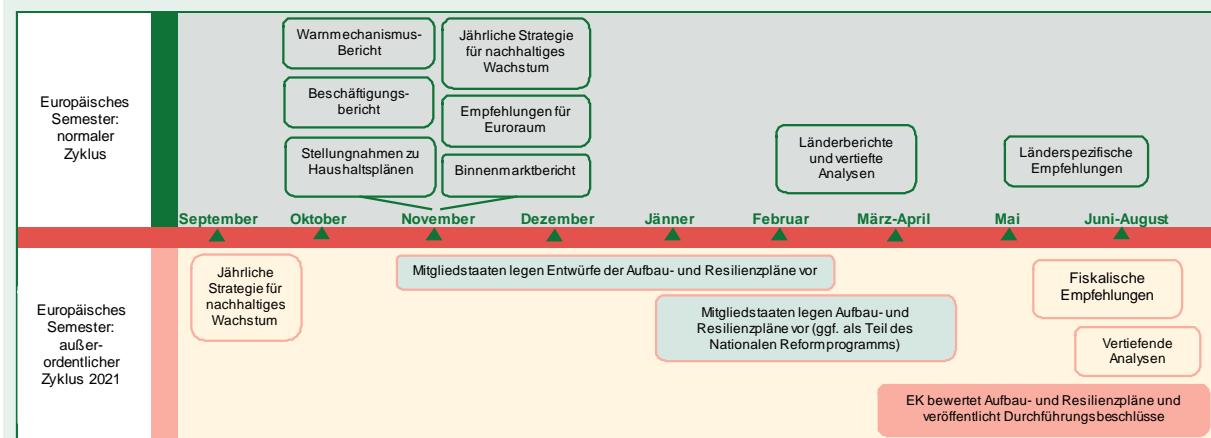 Europäisches
Semester:
normaler
Zyklus
Warnmechanismus-
Bericht
Jährliche Strategie
für nachhaltiges
Wachstum
Beschäftigungs-
bericht
Empfehlungen für
Euroraum
Stellungnahmen zu
Haushaltsplänen
Binnenmarktbericht
Länderberichte
und vertiefte
Analysen
Länderspezifische
Empfehlungen
September
Oktober
November
Dezember
Jänner
Februar
März-April
Mai
Juni-August
Europäisches
Semester:
außer-
ordentlicher
Zyklus 2021
Jährliche
Strategie für
nachhaltiges
Wachstum
Mitgliedstaaten legen Entwürfe der Aufbau- und Resilienzpläne vor
Mitgliedstaaten legen Aufbau- und
Resilienzpläne vor (ggf. als Teil des
Nationalen Reformprogramms)
Fiskalische
Empfehlungen
Vertiefende
Analysen
EK bewertet Aufbau- und Resilienzpläne und
veröffentlicht Durchführungsbeschlüsse